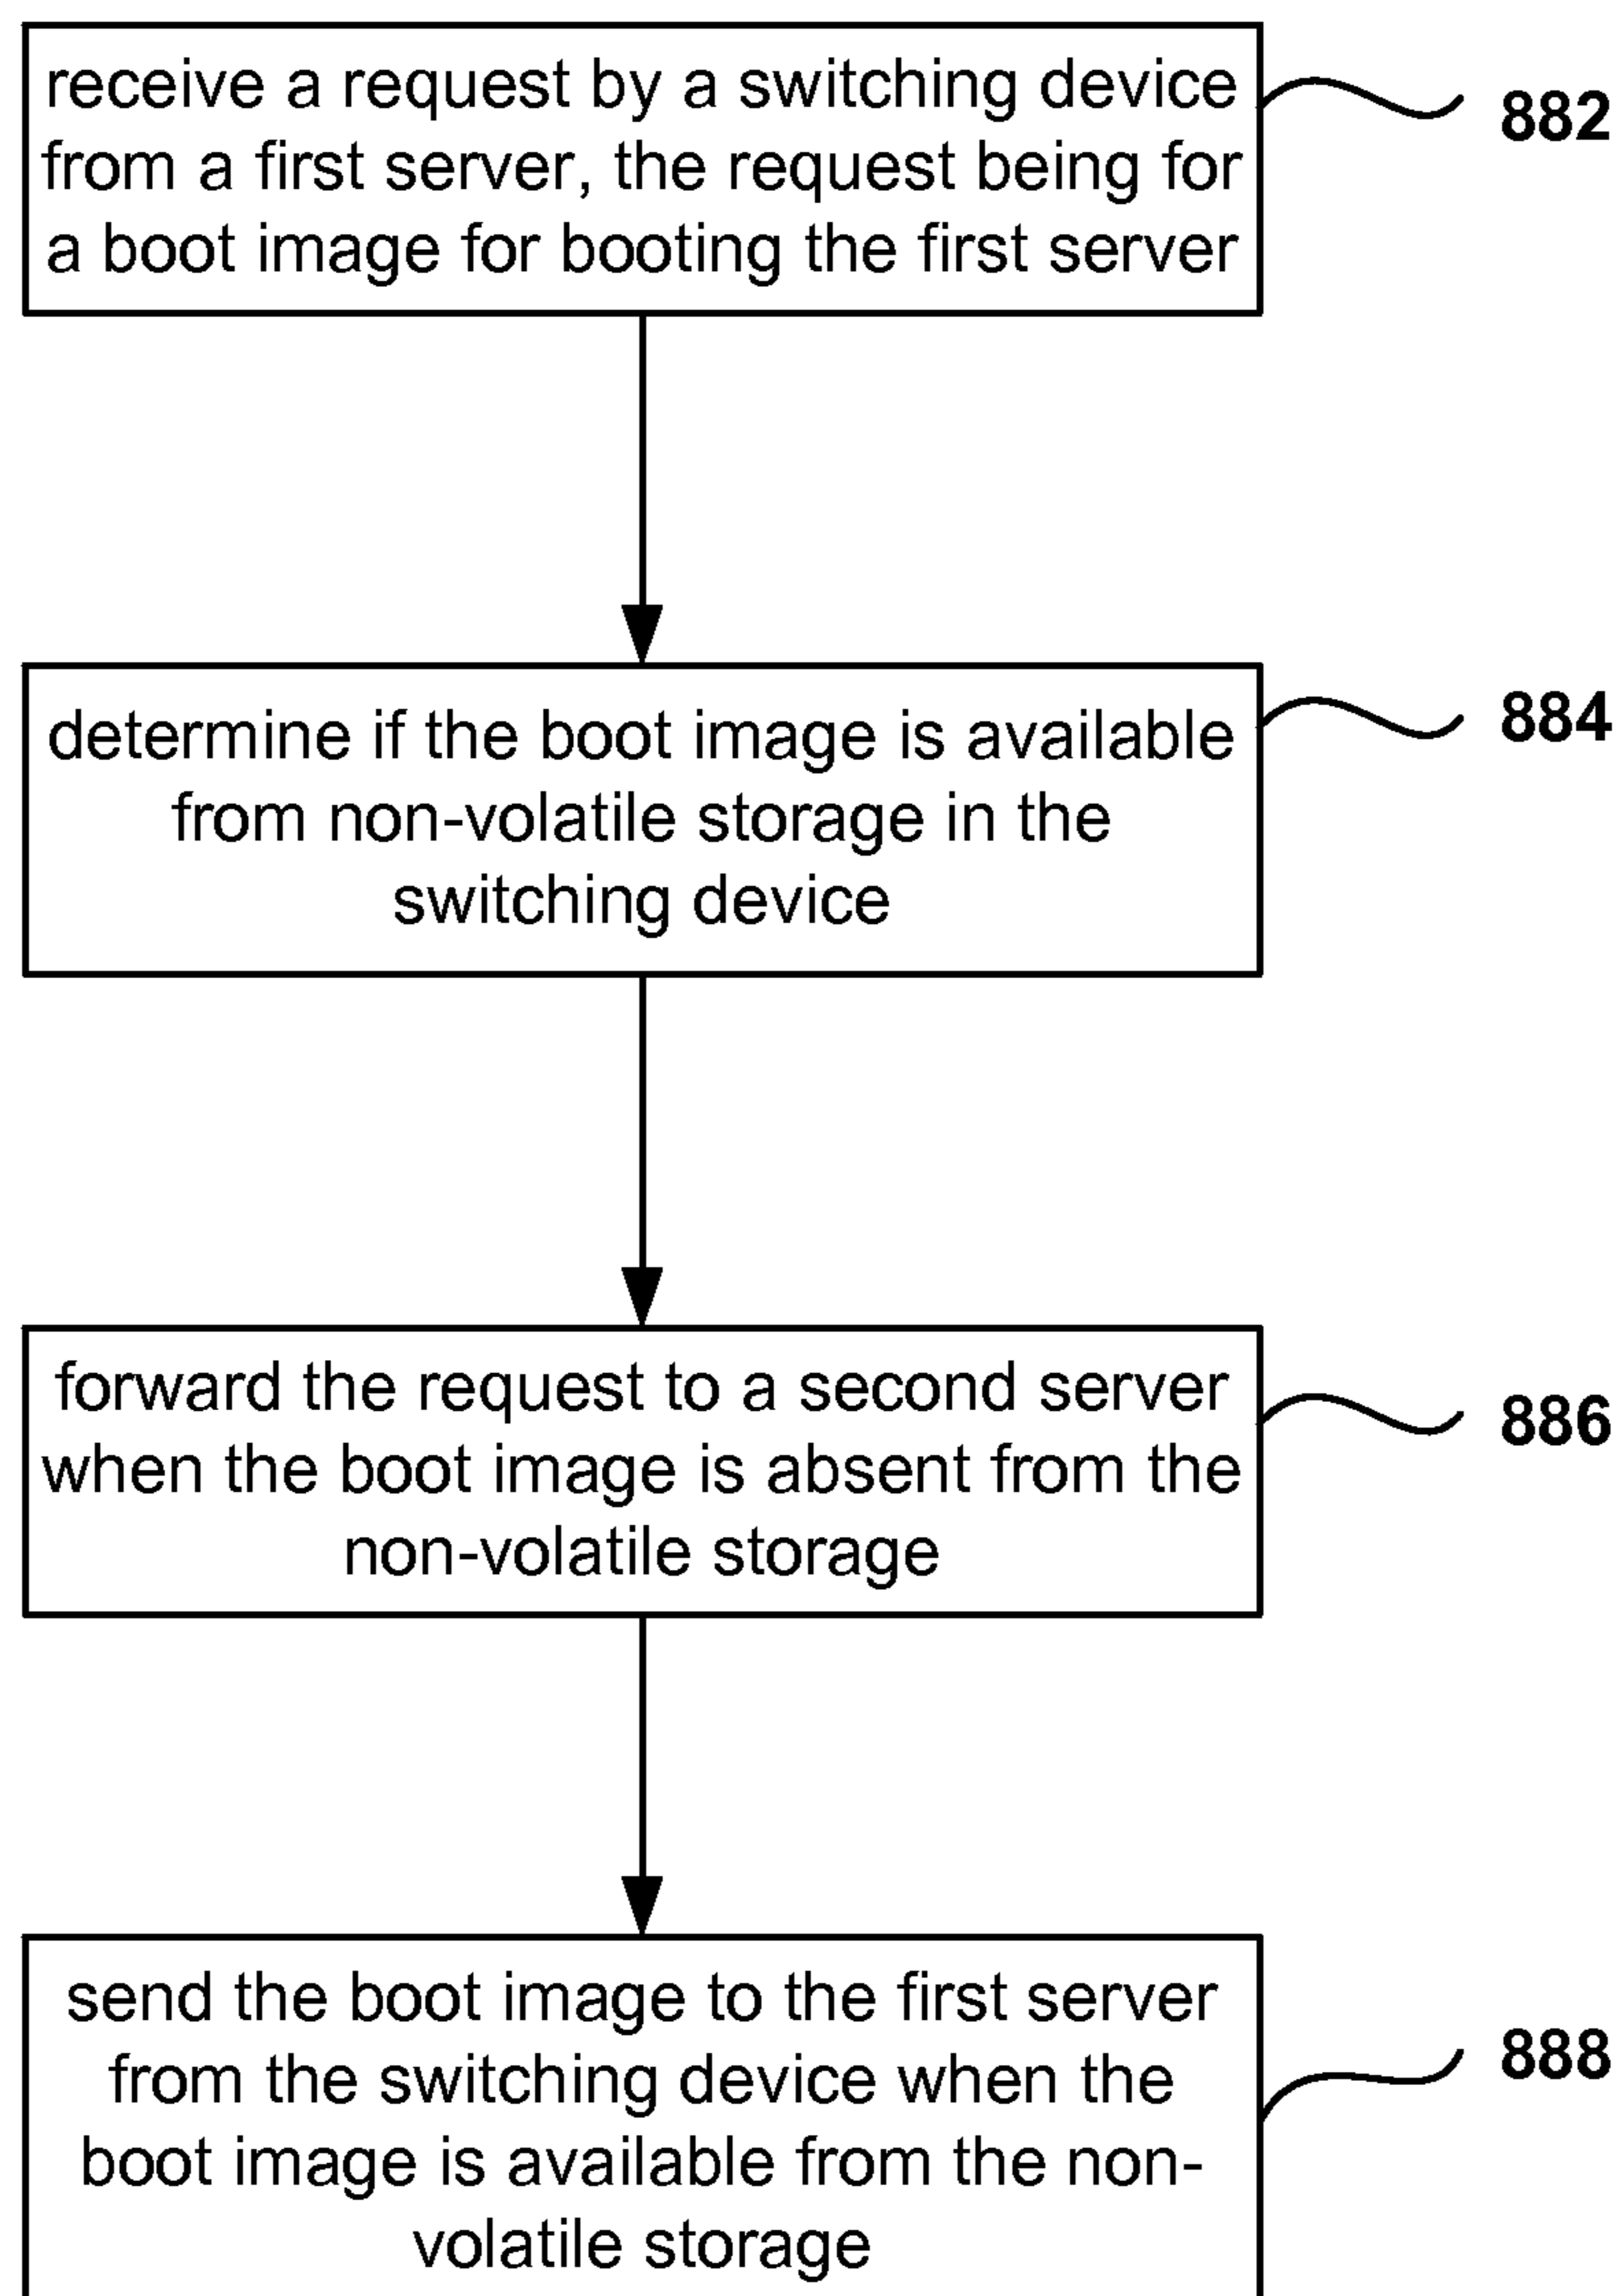 receive a request by a switching device
from a first server, the request being for
a boot image for booting the first server
882
determine if the boot image is available
from non-volatile storage in the
switching device
884
forward the request to a second server
when the boot image is absent from the
non-volatile storage
886
send the boot image to the first server
from the switching device when the
boot image is available from the non-
volatile storage
888